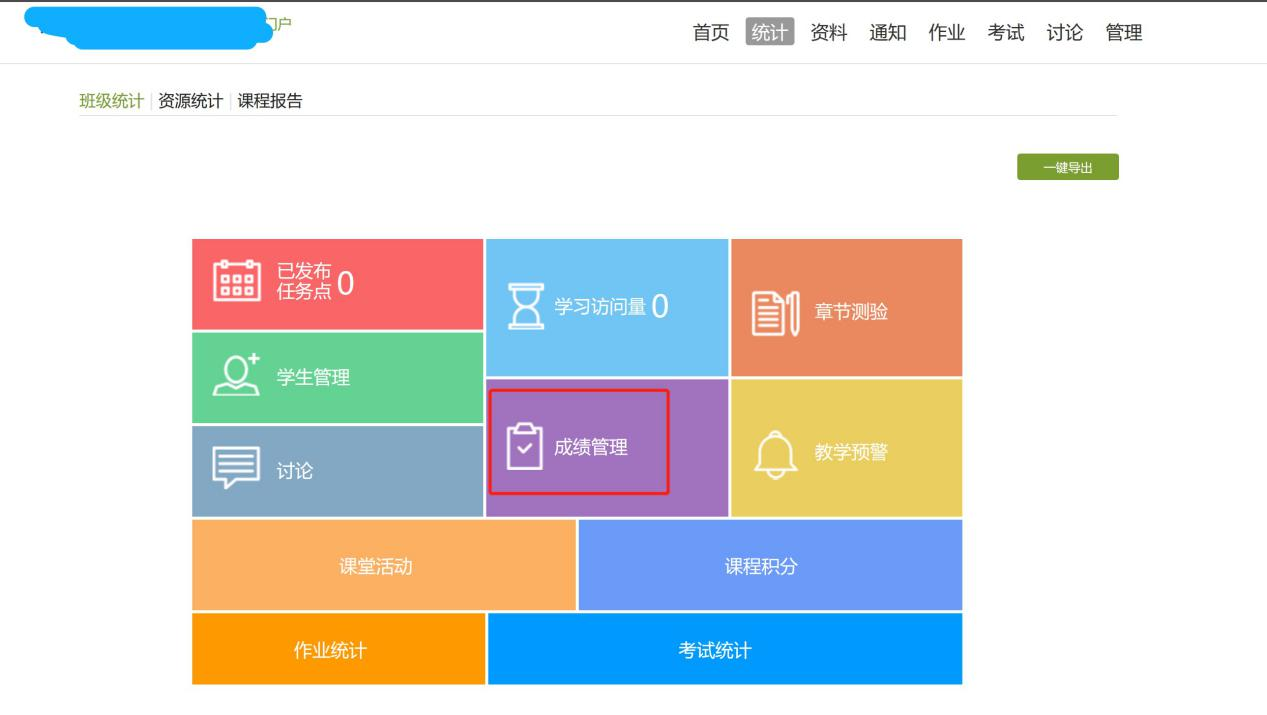 门户
首页 统计 资料 通知 作业 考试 讨论 管理
班级统计 | 资源统计 | 课程报告
一键导出
已发布
任务点 0
学习访问量 0
章节测验
学生管理
成绩管理
教学预警
讨论
课堂活动
课程积分
作业统计
考试统计